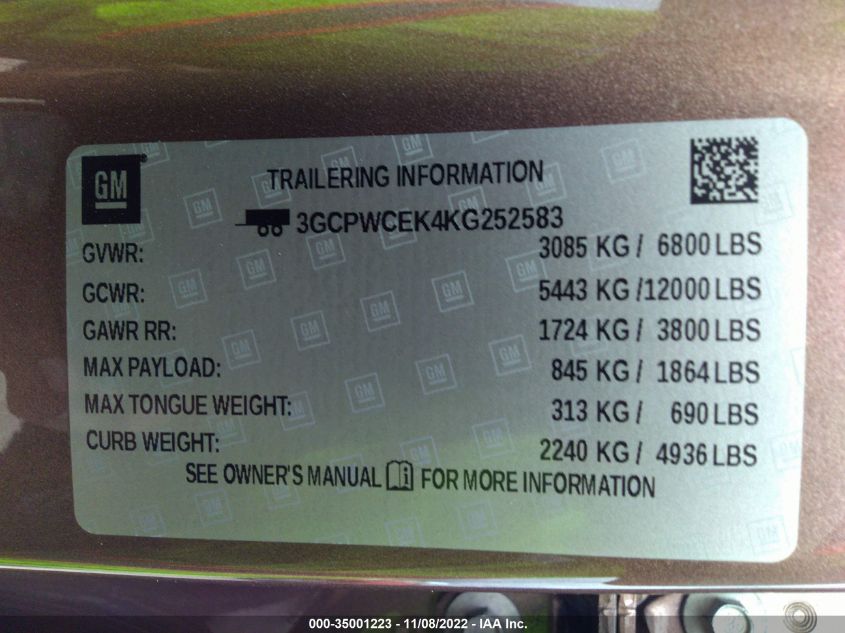 GM
TRAILERING INFORMATION
3GCPWCEK4KG252583
GVWR: 3085 KG / 6800 LBS
GCWR: 5443 KG /12000 LBS
GAWR RR: 1724 KG / 3800 LBS
MAX PAYLOAD: 845 KG / 1864 LBS
MAX TONGUE WEIGHT: 313 KG / 690 LBS
CURB WEIGHT: 2240 KG / 4936 LBS
SEE OWNER'S MANUAL FOR MORE INFORMATION
000-35001223 - 11/08/2022 - IAA Inc.